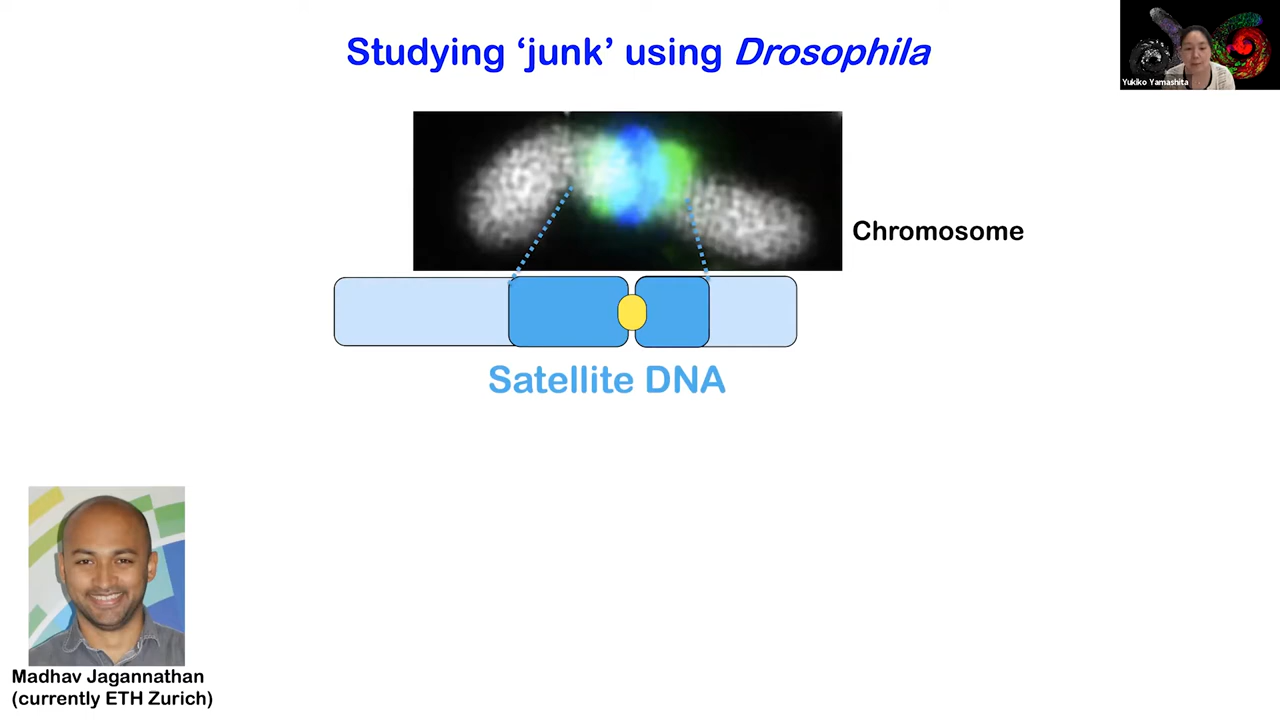 Studying ‘junk’ using Drosophila
Yukiko Yamashita
Chromosome
Satellite DNA
Madhav Jagannathan
(currently ETH Zurich)